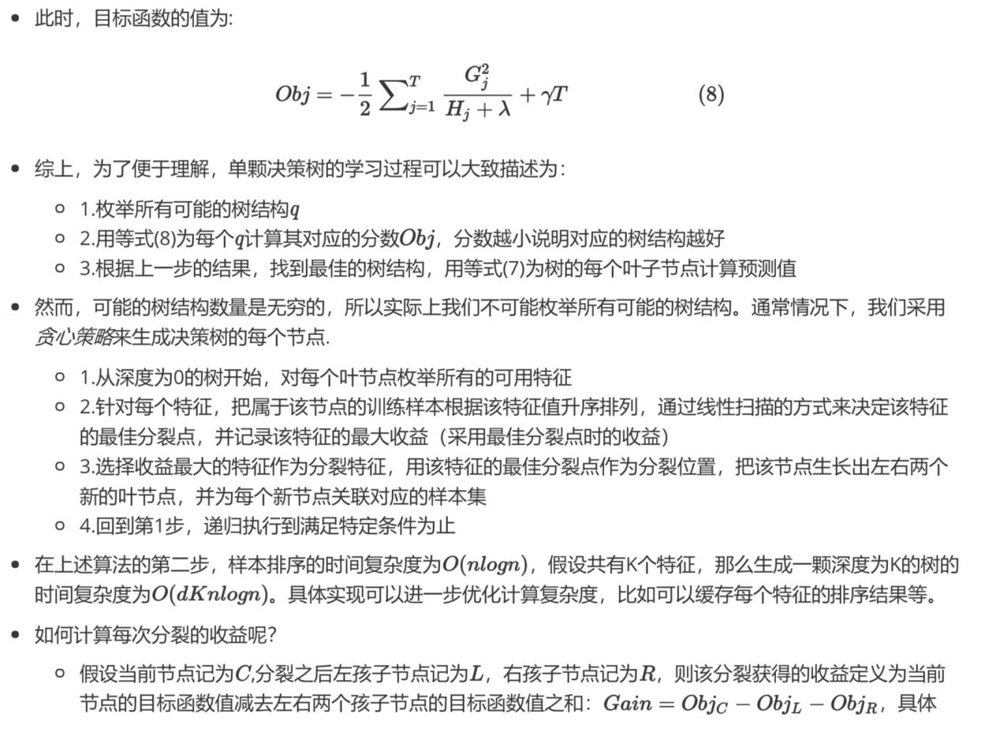 • 此时，目标函数的值为:
Obj = −\frac{1}{2} \sum_{j=1}^{T} \frac{G_j^2}{H_j + λ} + γT (8)
• 综上，为了便于理解，单颗决策树的学习过程可以大致描述为：
○ 1.枚举所有可能的树结构q
○ 2.用等式(8)为每个q计算其对应的分数Obj，分数越小说明对应的树结构越好
○ 3.根据上一步的结果，找到最佳的树结构，用等式(7)为树的每个叶子节点计算预测值
• 然而，可能的树结构数量是无穷的，所以实际上我们不可能枚举所有可能的树结构。通常情况下，我们采用
贪心策略来生成决策树的每个节点.
○ 1.从深度为0的树开始，对每个叶节点枚举所有的可用特征
○ 2.针对每个特征，把属于该节点的训练样本根据该特征值升序排列，通过线性扫描的方式来决定该特征
的最佳分裂点，并记录该特征的最大收益（采用最佳分裂点时的收益）
○ 3.选择收益最大的特征作为分裂特征，用该特征的最佳分裂点作为分裂位置，把该节点生长出左右两个
新的叶节点，并为每个新节点关联对应的样本集
○ 4.回到第1步，递归执行到满足特定条件为止
• 在上述算法的第二步，样本排序的时间复杂度为O(nlogn)，假设共有K个特征，那么生成一颗深度为K的树的
时间复杂度为O(dKnlogn)。具体实现可以进一步优化计算复杂度，比如可以缓存每个特征的排序结果等。
• 如何计算每次分裂的收益呢？
○ 假设当前节点记为C,分裂之后左孩子节点记为L，右孩子节点记为R，则该分裂获得的收益定义为当前
节点的目标函数值减去左右两个孩子节点的目标函数值之和：Gain = Obj_C − Obj_L − Obj_R，具体